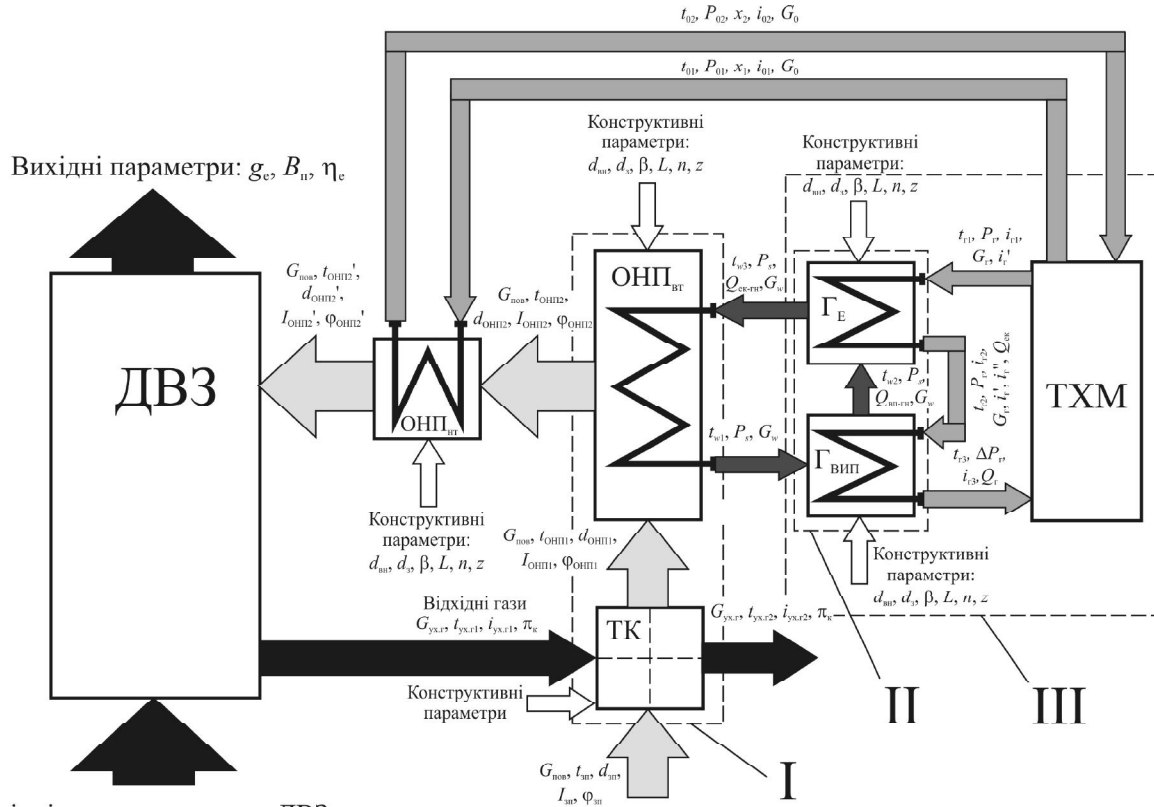 t₀₂, P₀₂, x₂, i₀₂, G₀
t₀₁, P₀₁, x₁, i₀₁, G₀
Вихідні параметри: gₑ, Bп, ηₑ
Конструктивні
параметри:
dвн, dз, β, L, n, z
Конструктивні
параметри:
dвн, dз, β, L, n, z
Gпов, tОНП2',
dОНП2',
IОНП2', φОНП2'
Gпов, tОНП2,
dОНП2, IОНП2, φОНП2
ОНПвт
tw3, Ps,
Qек-гн, Gw
ГЕ
tг1, Pг, iг1,
Gг, iг'
ДВЗ
ОНПнт
tw2, Ps,
Qвп-гн, Gw
tг2, Pг, iг2,
Gг, iг', iг'', Qек
ТХМ
tw1, Ps, Gw
ГВИП
tг3, ΔPг,
iг3, Qг
Конструктивні
параметри:
dвн, dз, β, L, n, z
Gпов, tОНП1, dОНП1,
IОНП1, φОНП1
Конструктивні
параметри:
dвн, dз, β, L, n, z
Відхідні гази
Gух.г, tух.г1, iух.г1, πк
ТК
Gух.г, tух.г2, iух.г2, πк
Конструктивні
параметри
I
II
III
Gпов, tзп, dзп,
Iзп, φзп
ДВЗ